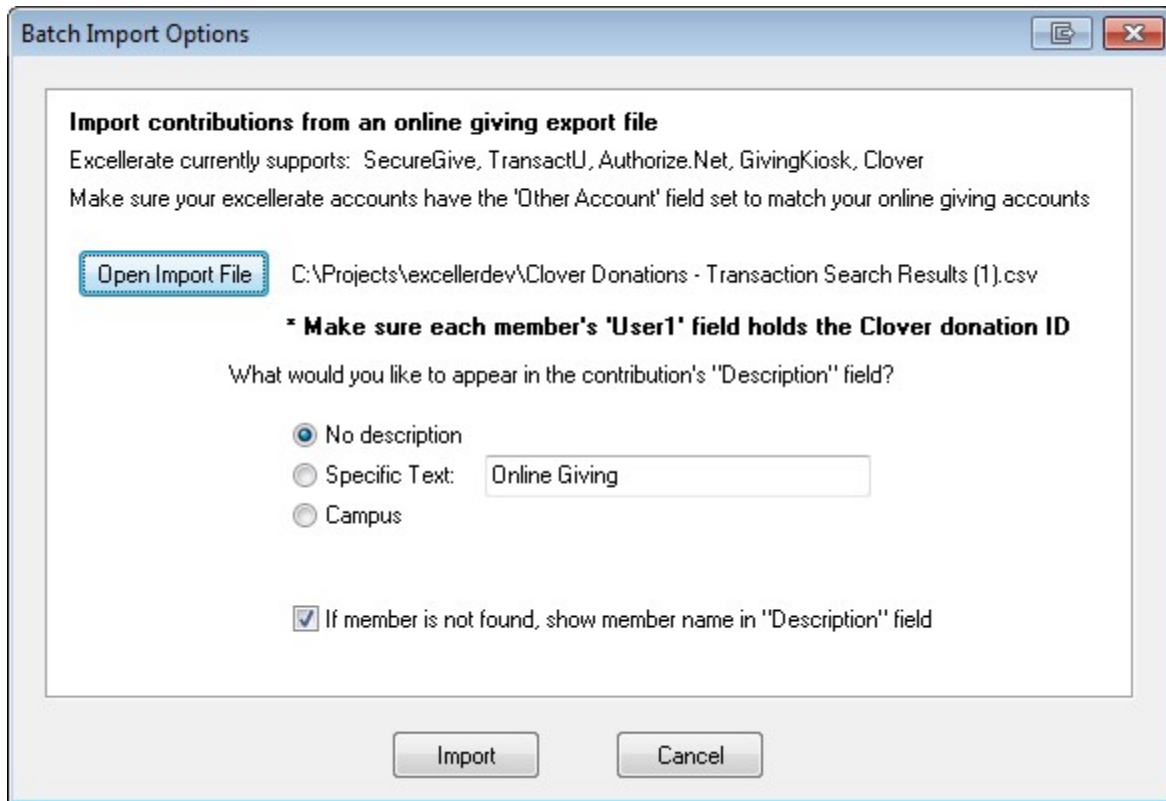 Batch Import Options
Import contributions from an online giving export file
Excellerate currently supports:  SecureGive, TransactU, Authorize.Net, GivingKiosk, Clover
Make sure your excellerate accounts have the 'Other Account' field set to match your online giving accounts
Open Import File C:\Projects\excellerdev\Clover Donations - Transaction Search Results (1).csv
* Make sure each member's 'User1' field holds the Clover donation ID
What would you like to appear in the contribution's "Description" field?
No description
Specific Text: Online Giving
Campus
If member is not found, show member name in "Description" field
Import Cancel